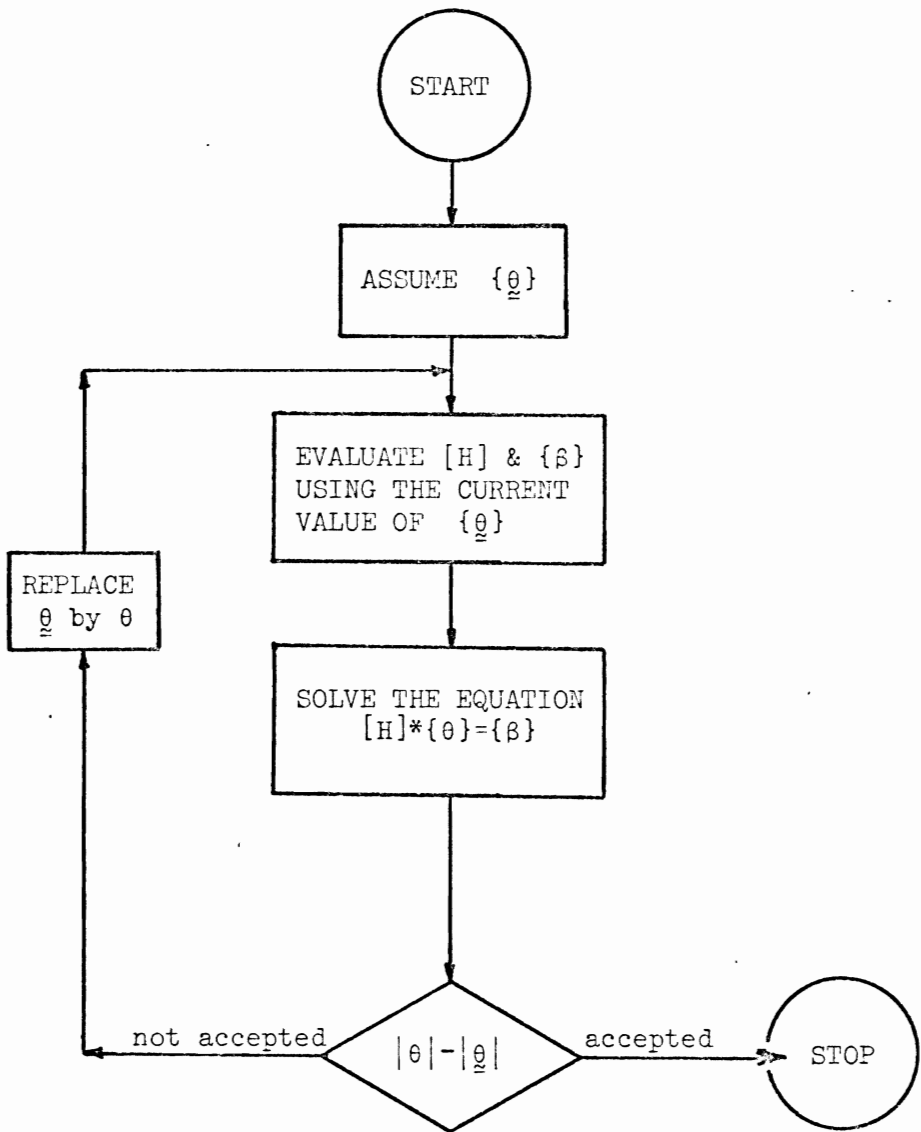 START
ASSUME {θ̰̲}
EVALUATE [H] & {β}
USING THE CURRENT
VALUE OF {θ̰̲}
REPLACE
θ̰̲ by θ
SOLVE THE EQUATION
[H]*{θ}={β}
not accepted
|θ|-|θ̰̲|
accepted
STOP